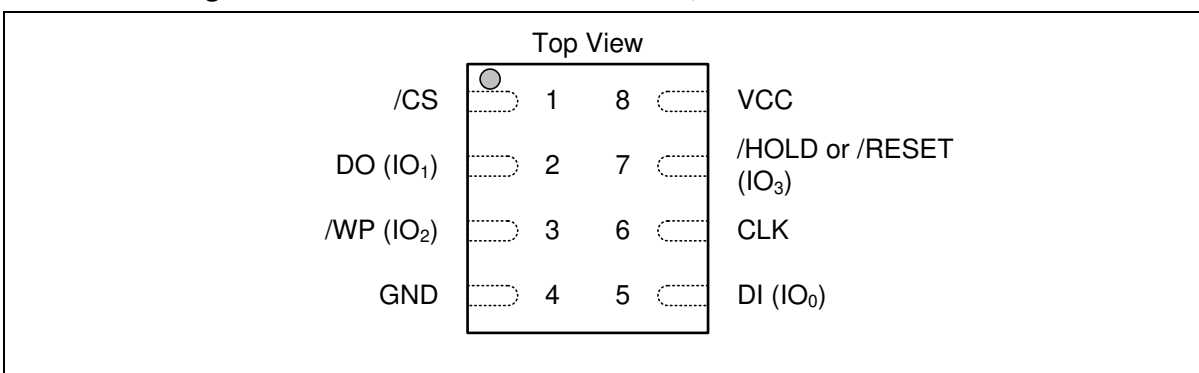 Top View
/CS 1 8 VCC
DO (IO₁) 2 7 /HOLD or /RESET
(IO₃)
/WP (IO₂) 3 6 CLK
GND 4 5 DI (IO₀)